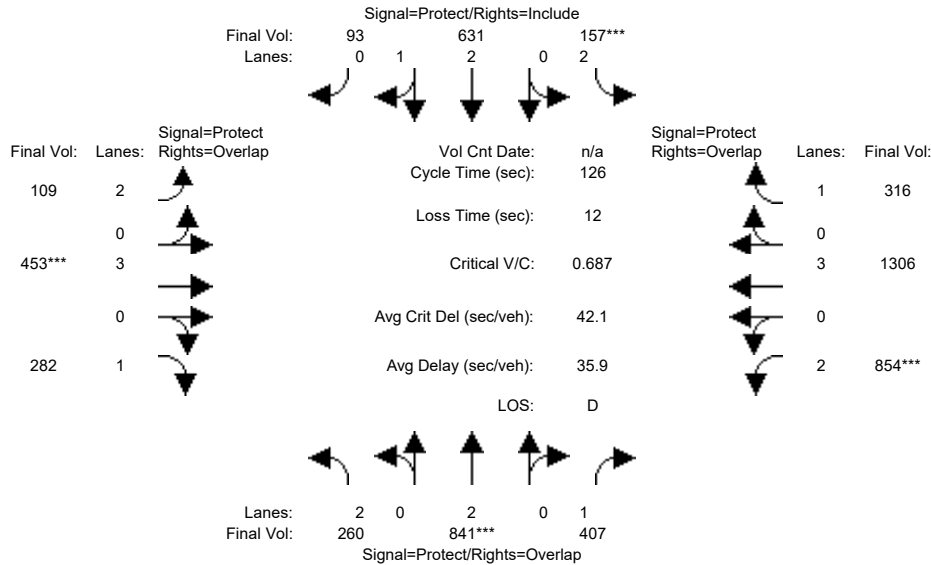 Signal=Protect/Rights=Include
Final Vol: 93 631 157***
Lanes: 0 1 2 0 2
Signal=Protect Signal=Protect
Final Vol: Lanes: Rights=Overlap Vol Cnt Date: n/a Rights=Overlap Lanes: Final Vol:
Cycle Time (sec): 126
109 2 1 316
Loss Time (sec): 12
0 0
453*** 3 Critical V/C: 0.687 3 1306
0 Avg Crit Del (sec/veh): 42.1 0
282 1 Avg Delay (sec/veh): 35.9 2 854***
LOS: D
Lanes: 2 0 2 0 1
Final Vol: 260 841*** 407
Signal=Protect/Rights=Overlap